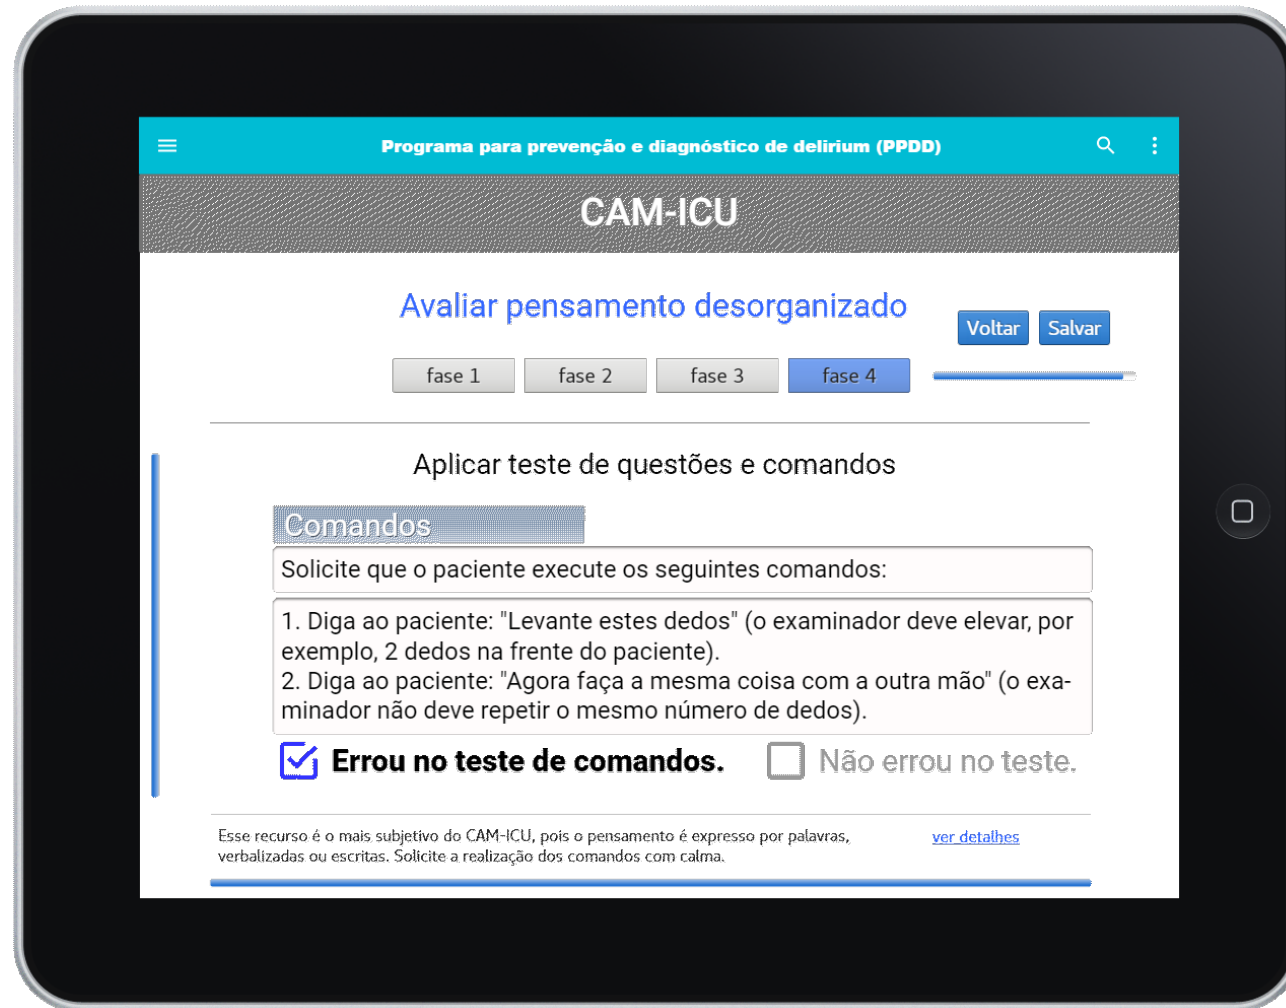 Programa para prevenção e diagnóstico de delirium (PPDD)
CAM-ICU
Avaliar pensamento desorganizado
Voltar Salvar
fase 1 fase 2 fase 3 fase 4
Aplicar teste de questões e comandos
Comandos
Solicite que o paciente execute os seguintes comandos:
1. Diga ao paciente: "Levante estes dedos" (o examinador deve elevar, por
exemplo, 2 dedos na frente do paciente).
2. Diga ao paciente: "Agora faça a mesma coisa com a outra mão" (o exa-
minador não deve repetir o mesmo número de dedos).
Errou no teste de comandos. Não errou no teste.
Esse recurso é o mais subjetivo do CAM-ICU, pois o pensamento é expresso por palavras, ver detalhes
verbalizadas ou escritas. Solicite a realização dos comandos com calma.